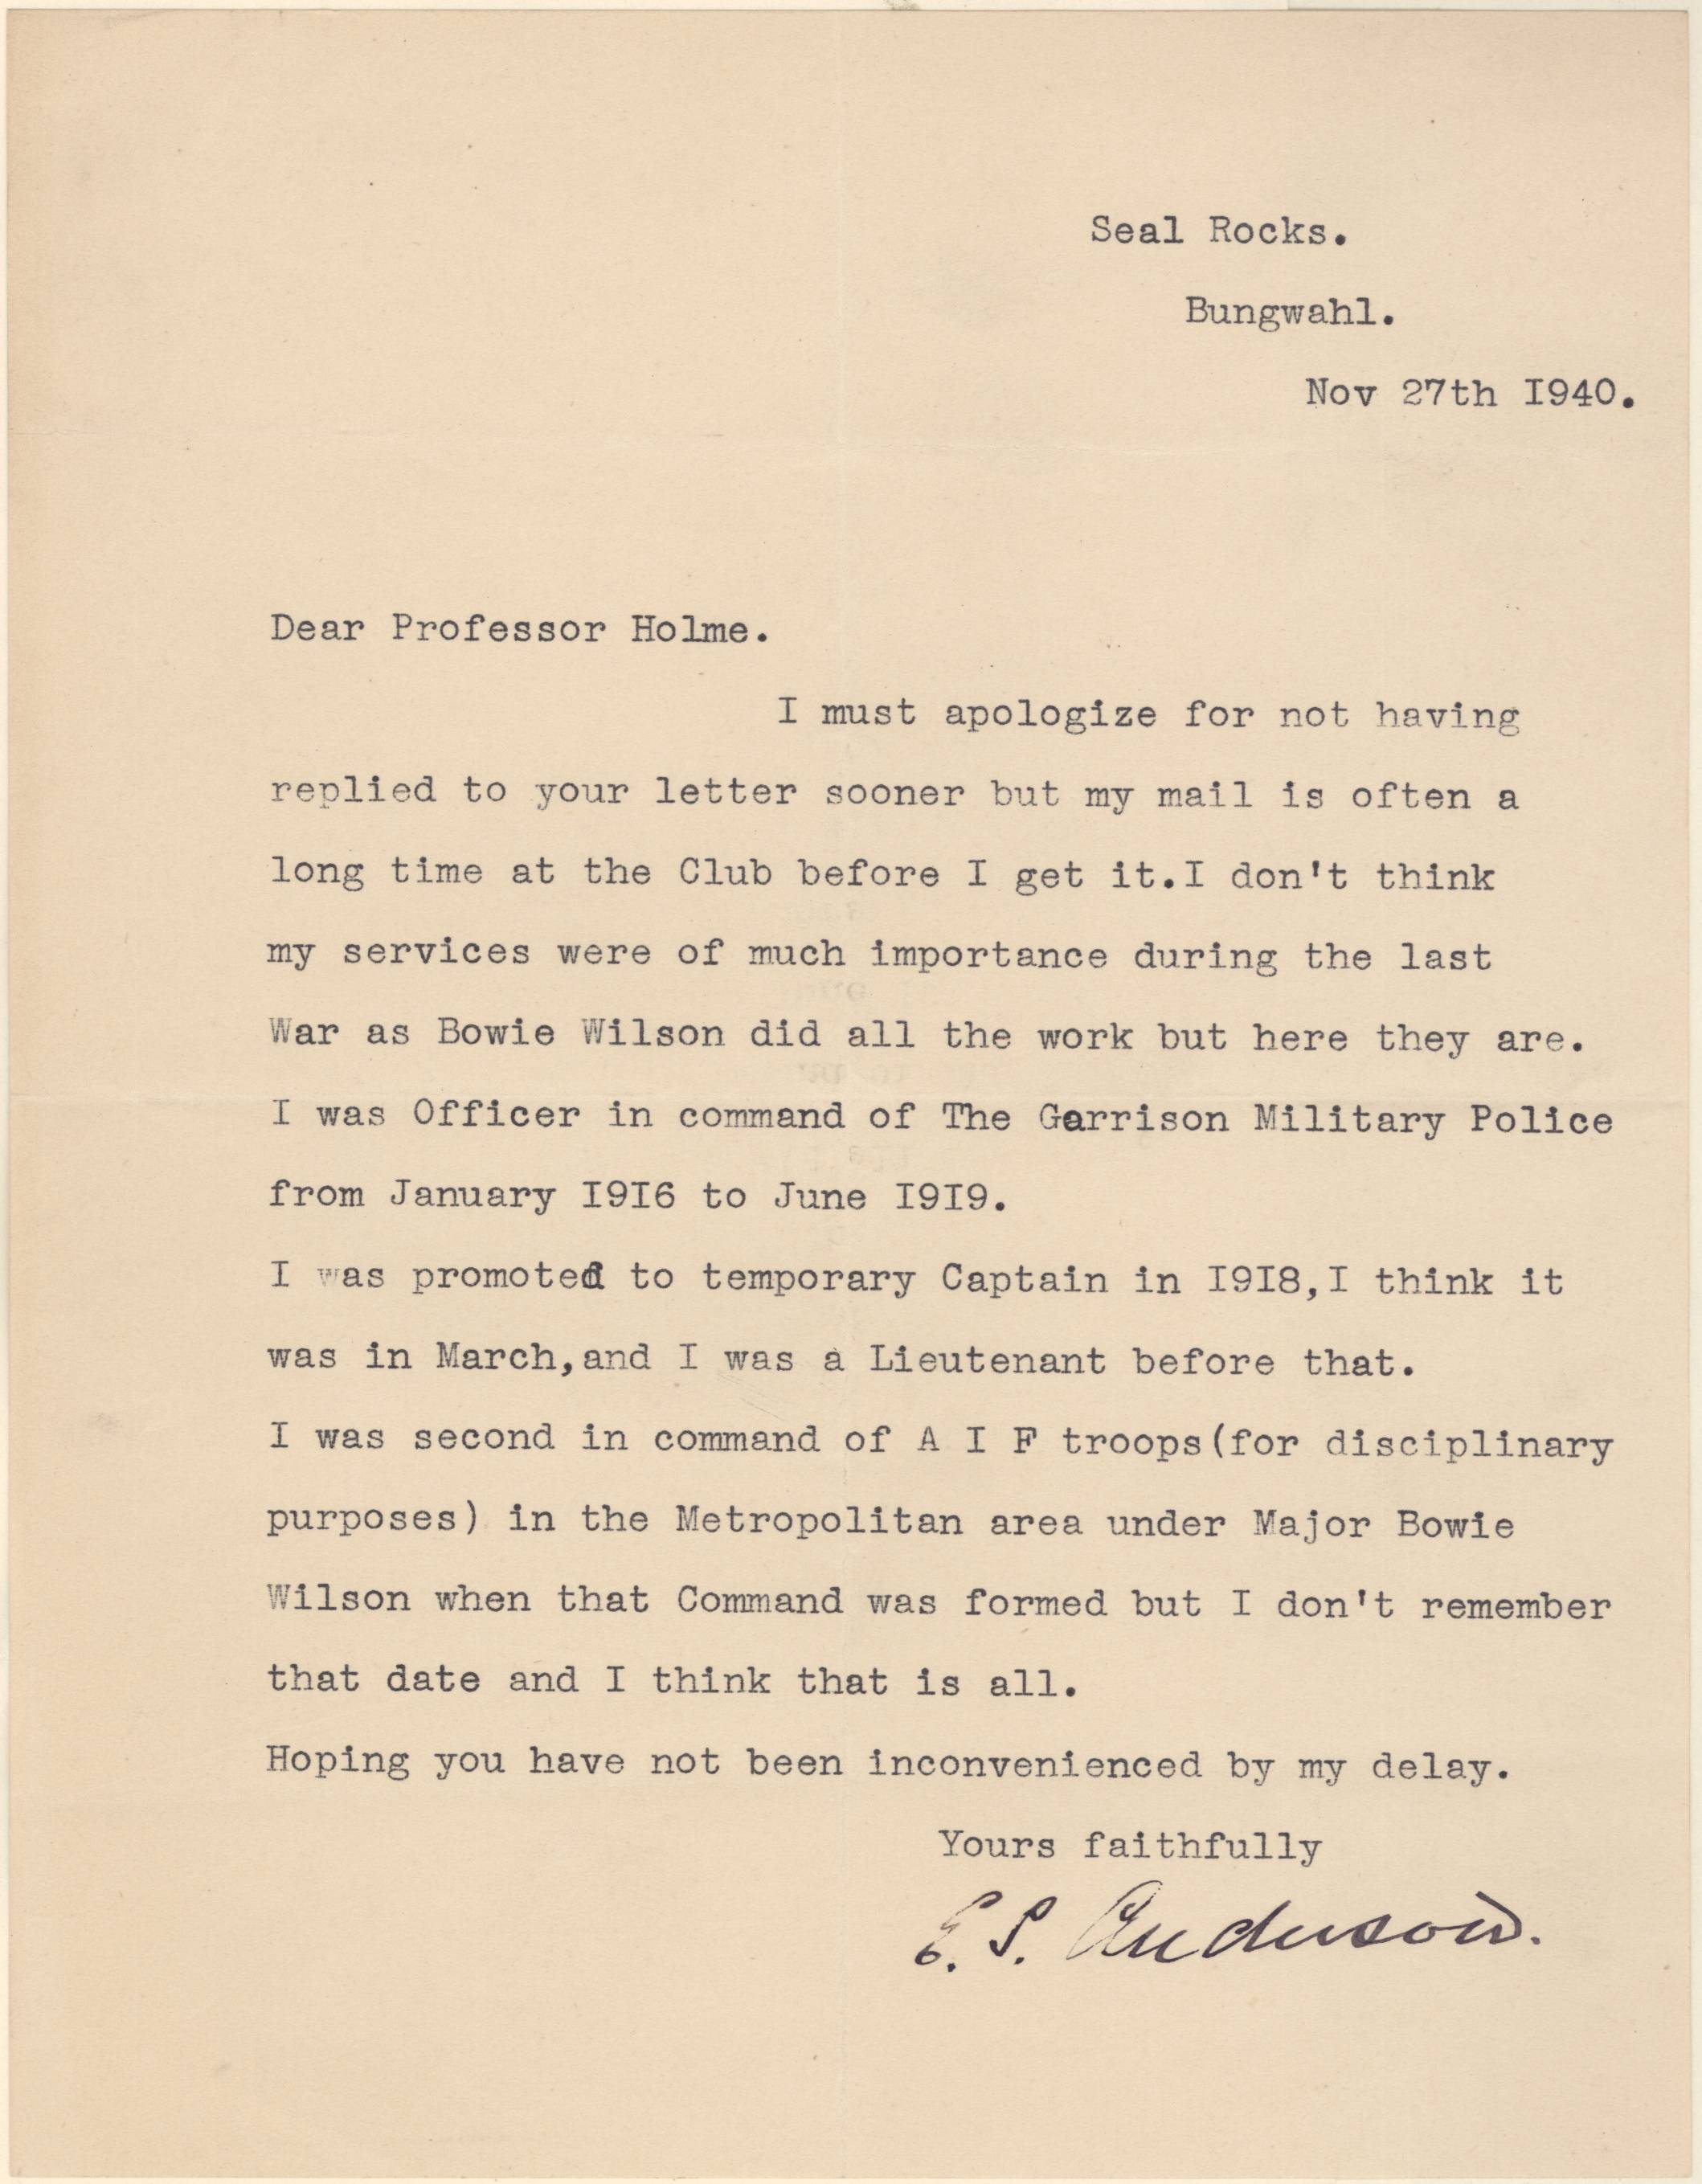 Seal Rocks.
Bungwahl.
Nov 27th I940.
Dear Professor Holme.
I must apologize for not having
replied to your letter sooner but my mail is often a
long time at the Club before I get it.I don't think
my services were of much importance during the last
War as Bowie Wilson did all the work but here they are.
I was Officer in command of The Garrison Military Police
from January I9I6 to June I9I9.
I was promoted to temporary Captain in I9I8,I think it
was in March,and I was a Lieutenant before that.
I was second in command of A I F troops(for disciplinary
purposes) in the Metropolitan area under Major Bowie
Wilson when that Command was formed but I don't remember
that date and I think that is all.
Hoping you have not been inconvenienced by my delay.
Yours faithfully
E. S. Anderson.